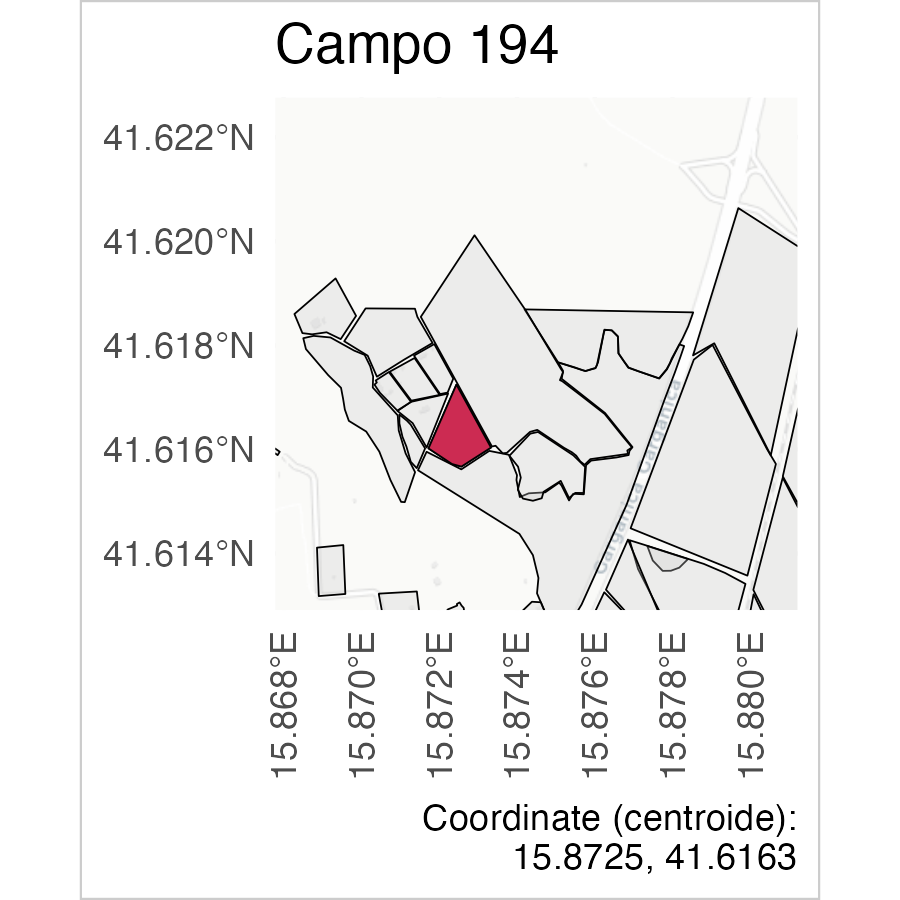 Campo 194
41.622°N
41.620°N
41.618°N
41.616°N
41.614°N
Garganica Garganica
15.868°E
15.870°E
15.872°E
15.874°E
15.876°E
15.878°E
15.880°E
Coordinate (centroide):
15.8725, 41.6163